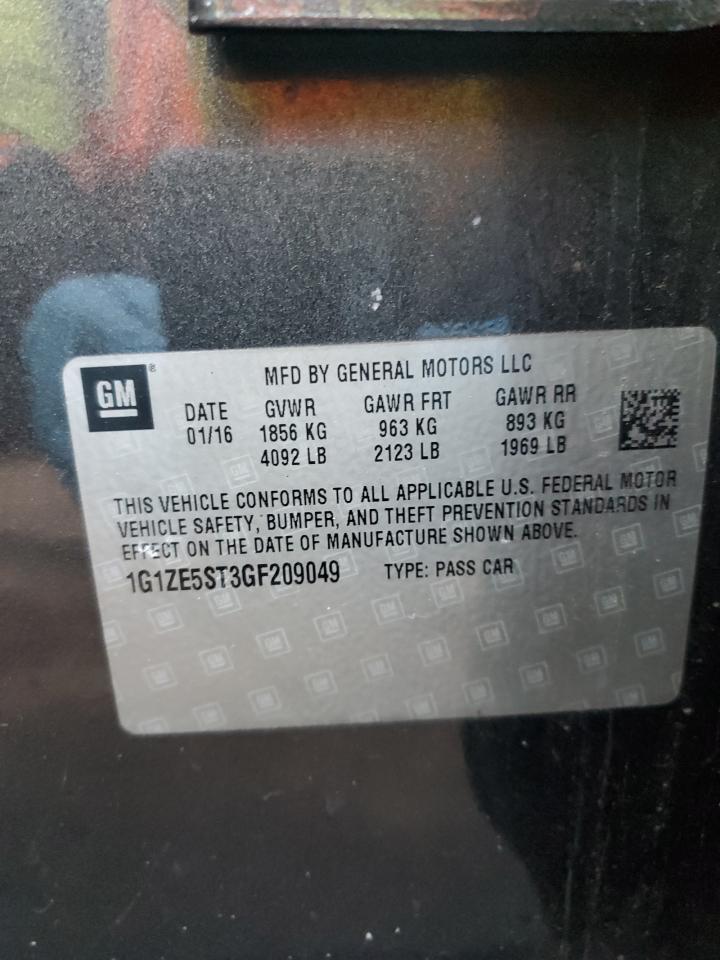 GM ®
MFD BY GENERAL MOTORS LLC
DATE GVWR GAWR FRT GAWR RR
01/16 1856 KG 963 KG 893 KG
4092 LB 2123 LB 1969 LB
THIS VEHICLE CONFORMS TO ALL APPLICABLE U.S. FEDERAL MOTOR
VEHICLE SAFETY, BUMPER, AND THEFT PREVENTION STANDARDS IN
EFFECT ON THE DATE OF MANUFACTURE SHOWN ABOVE.
1G1ZE5ST3GF209049 TYPE: PASS CAR